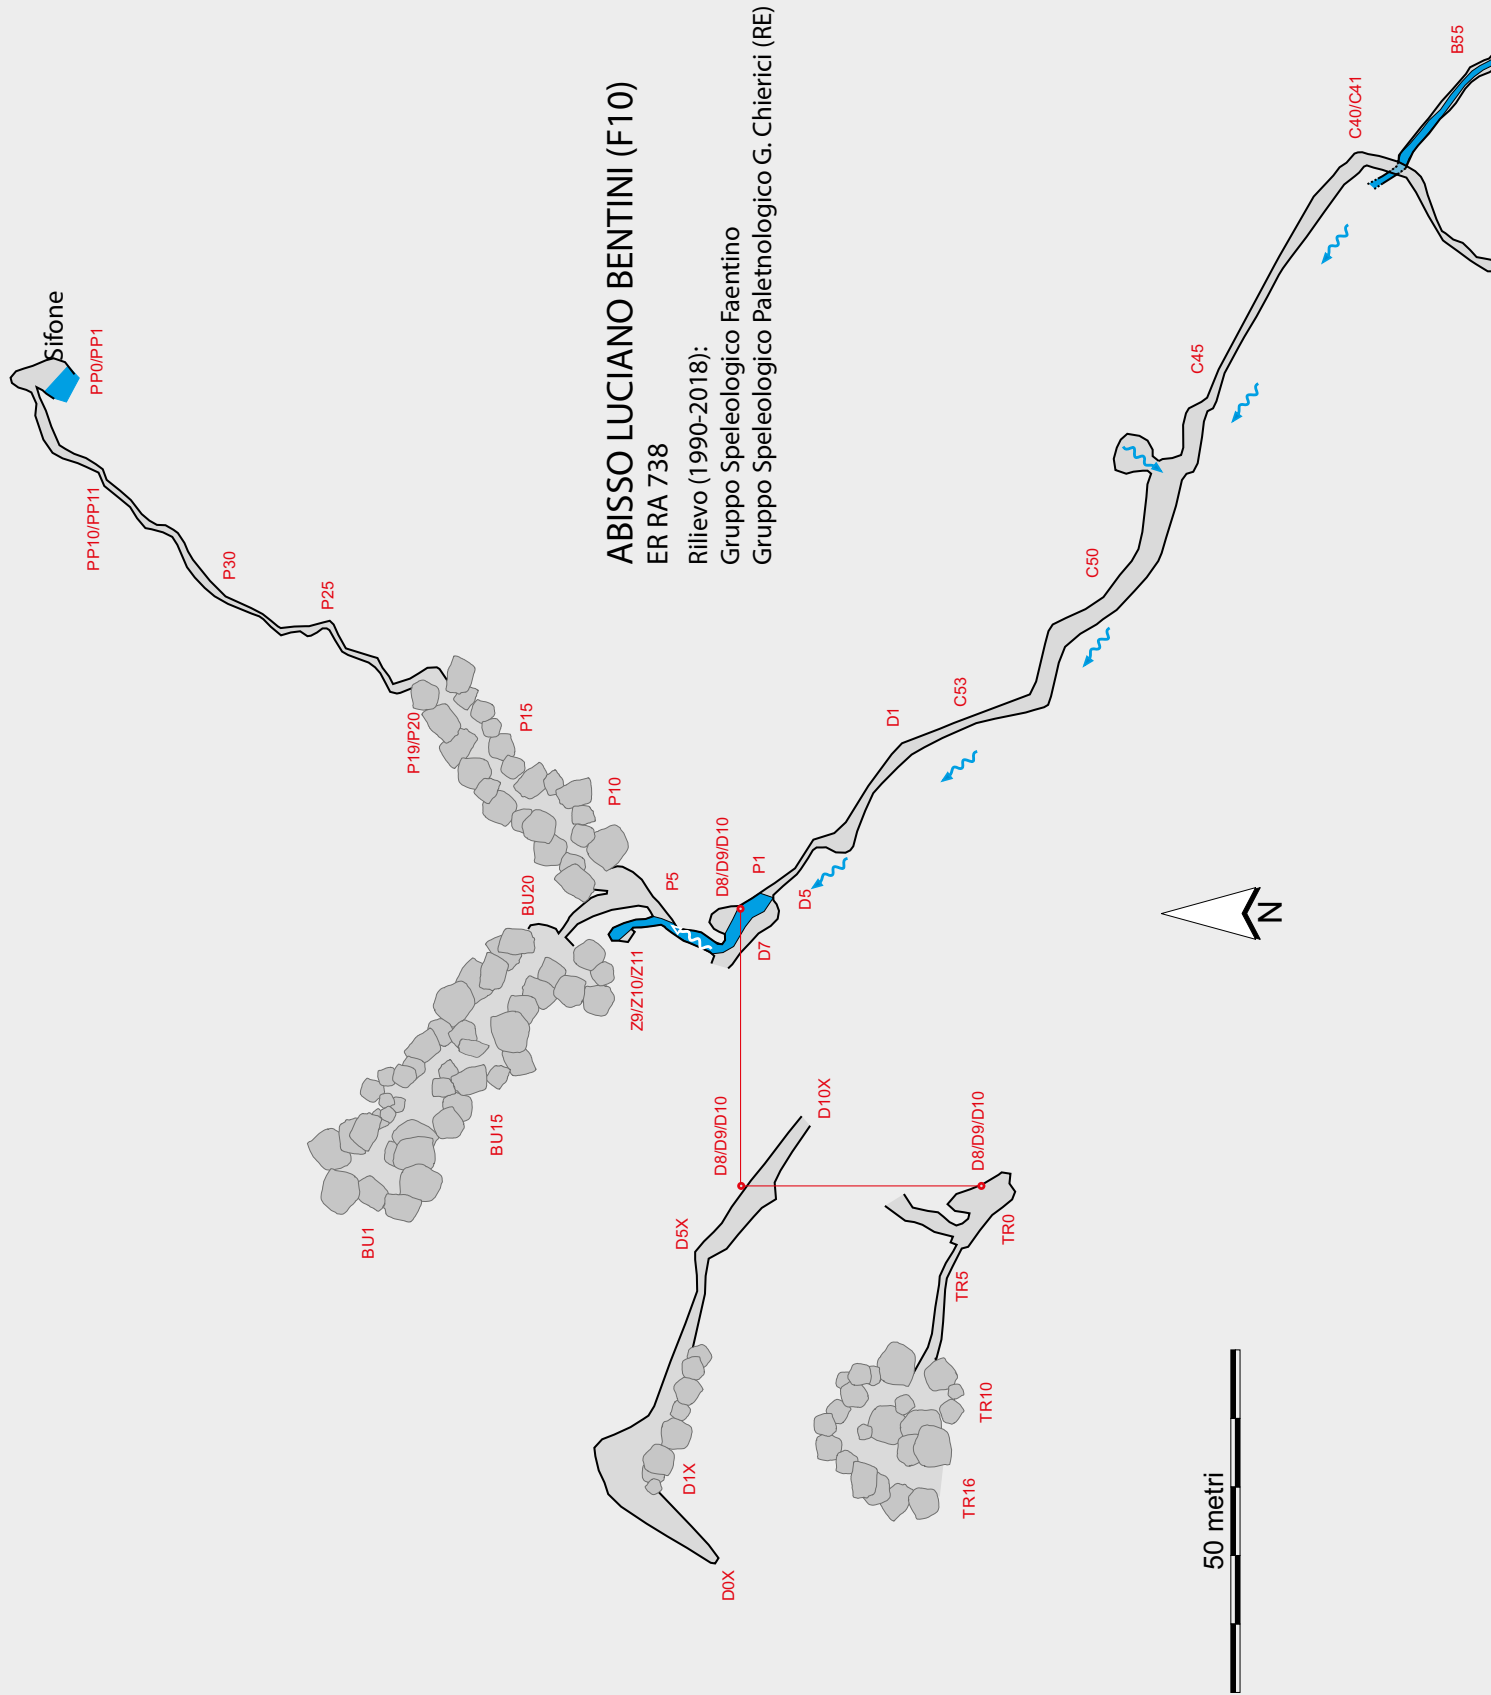 ABISSO LUCIANO BENTINI (F10)
ER RA 738
Rilievo (1990-2018):
Gruppo Speleologico Faentino
Gruppo Speleologico Paletnologico G. Chierici (RE)
Sifone
PP0/PP1
PP10/PP11
P30
P25
P19/P20
P15
P10
BU20
P5
BU15
BU1
Z9/Z10/Z11
D8/D9/D10
P1
D5
D7
D1
C53
C50
C45
C40/C41
B55
D8/D9/D10
D10X
D5X
D1X
D0X
D8/D9/D10
TR0
TR5
TR10
TR16
N
50 metri